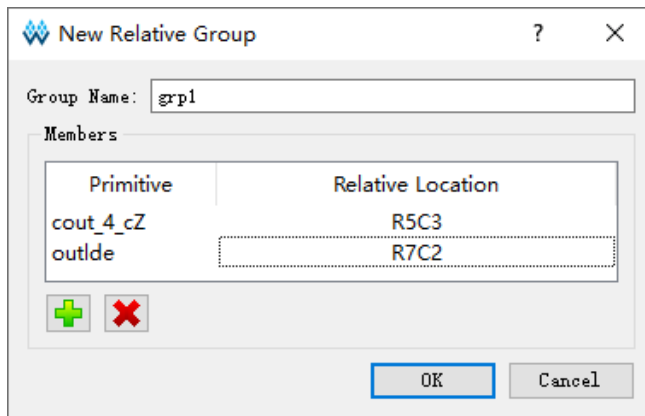 New Relative Group ?
Group Name: grp1
Members
Primitive Relative Location
cout_4_cZ R5C3
outlde R7C2
OK Cancel